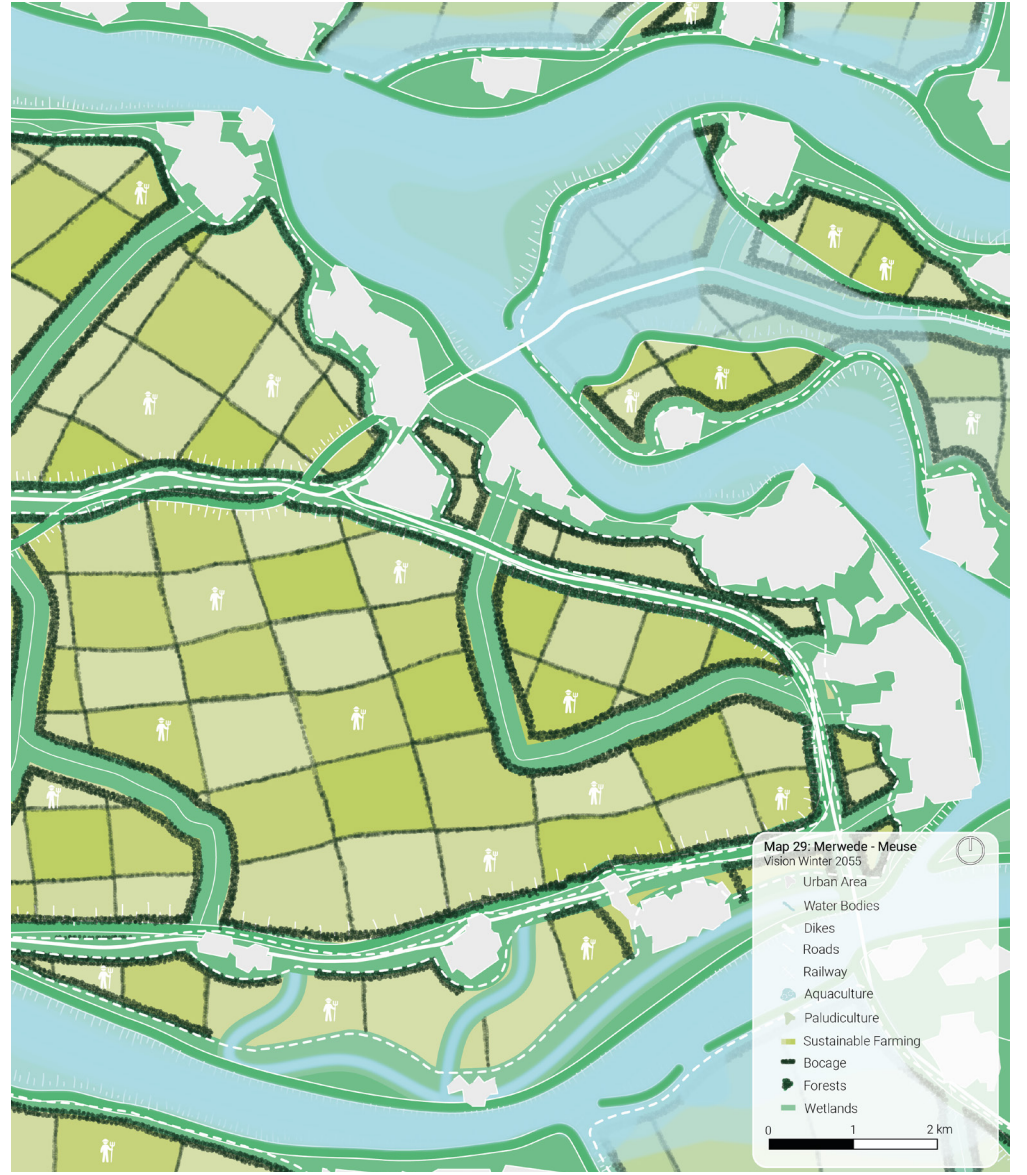 Map 29: Merwede - Meuse
Vision Winter 2055
Urban Area
Water Bodies
Dikes
Roads
Railway
Aquaculture
Paludiculture
Sustainable Farming
Bocage
Forests
Wetlands
0 1 2 km